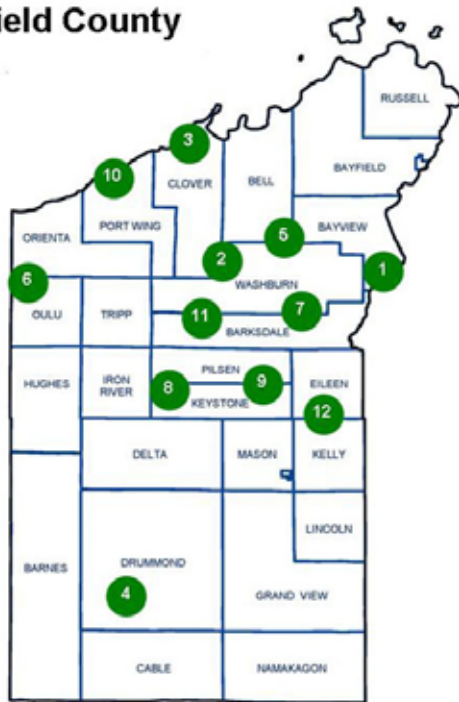 ield County
RUSSELL
3
BAYFIELD
10
CLOVER
BELL
PORT WING
BAYVIEW
ORIENTA
5
2
1
6
WASHBURN
OULU
TRIPP
11
7
BARKSDALE
PILSEN
HUGHES
IRON
RIVER
8
9
EILEEN
KEYSTONE
12
DELTA
MASON
KELLY
LINCOLN
BARNES
DRUMMOND
4
GRAND VIEW
CABLE
NAMAKAGON